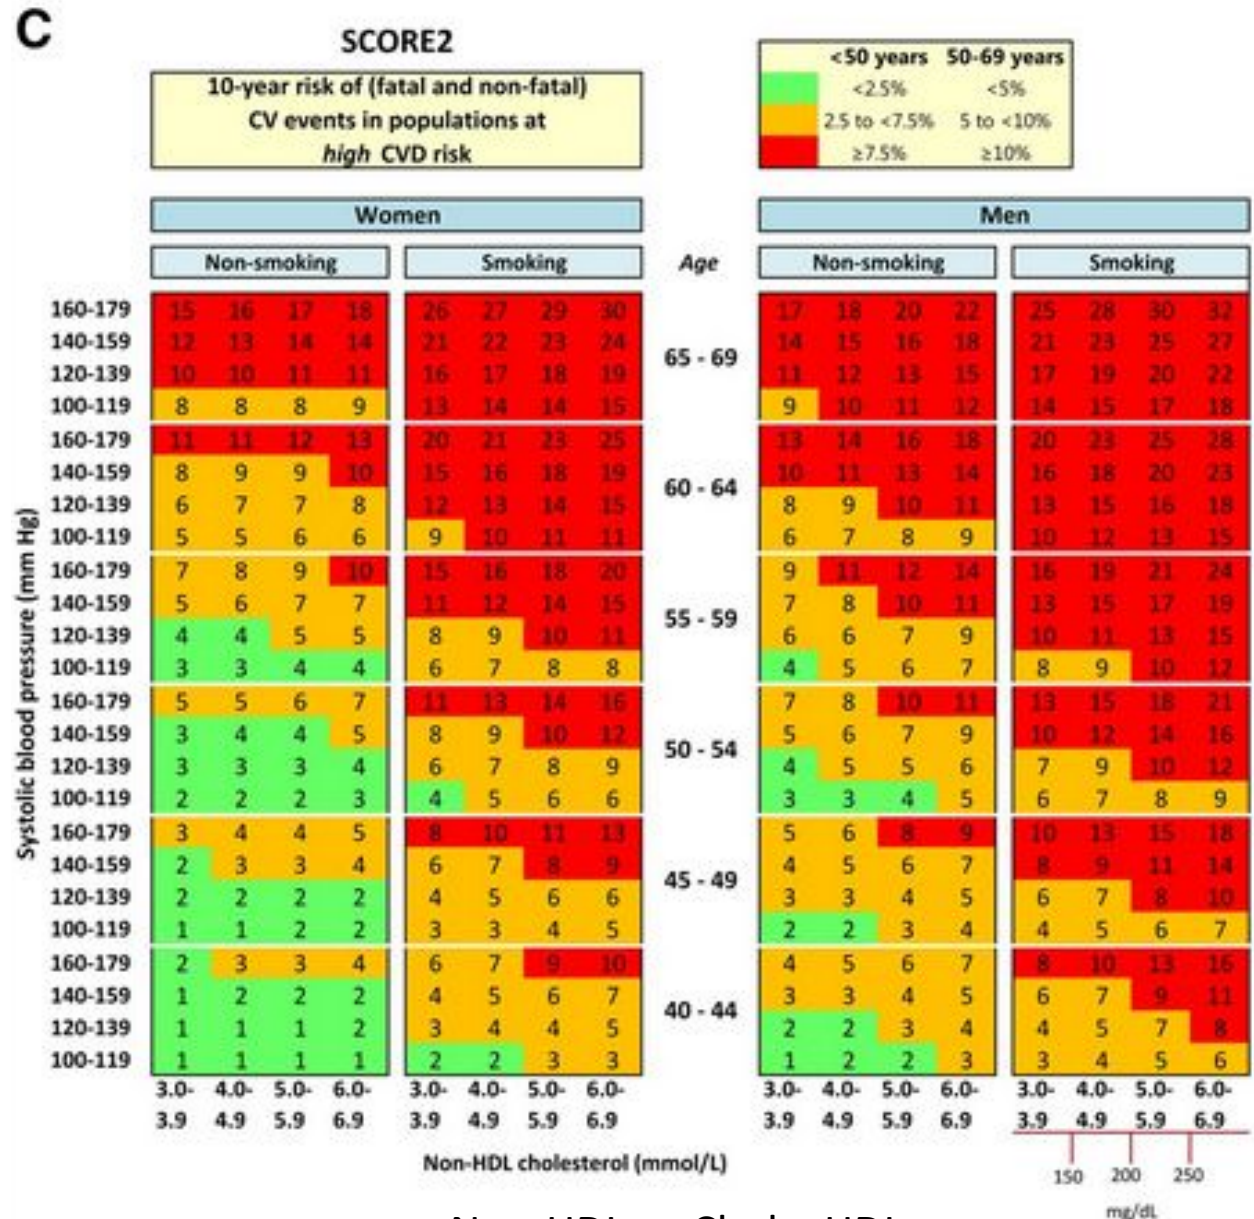 C
SCORE2
10-year risk of (fatal and non-fatal)
CV events in populations at
high CVD risk
<50 years 50-69 years
<2.5% <5%
2.5 to <7.5% 5 to <10%
≥7.5% ≥10%
Women Men
Non-smoking Smoking Age Non-smoking Smoking
Systolic blood pressure (mm Hg)
160-179 15 16 17 18 26 27 29 30 17 18 20 22 25 28 30 32
140-159 12 13 14 14 21 22 23 24 14 15 16 18 21 23 25 27
65 - 69
120-139 10 10 11 11 16 17 18 19 11 12 13 15 17 19 20 22
100-119 8 8 8 9 13 14 14 15 9 10 11 12 14 15 17 18
160-179 11 11 12 13 20 21 23 25 13 14 16 18 20 23 25 28
140-159 8 9 9 10 15 16 18 19 10 11 13 14 16 18 20 23
60 - 64
120-139 6 7 7 8 12 13 14 15 8 9 10 11 13 15 16 18
100-119 5 5 6 6 9 10 11 11 6 7 8 9 10 12 13 15
160-179 7 8 9 10 15 16 18 20 9 11 12 14 16 19 21 24
140-159 5 6 7 7 11 12 14 15 7 8 10 11 13 15 17 19
55 - 59
120-139 4 4 5 5 8 9 10 11 6 6 7 9 10 11 13 15
100-119 3 3 4 4 6 7 8 8 4 5 6 7 8 9 10 12
160-179 5 5 6 7 11 13 14 16 7 8 10 11 13 15 18 21
140-159 3 4 4 5 8 9 10 12 5 6 7 9 10 12 14 16
50 - 54
120-139 3 3 3 4 6 7 8 9 4 5 5 6 7 9 10 12
100-119 2 2 2 3 4 5 6 6 3 3 4 5 6 7 8 9
160-179 3 4 4 5 8 10 11 13 5 6 8 9 10 13 15 18
140-159 2 3 3 4 6 7 8 9 4 5 6 7 8 9 11 14
45 - 49
120-139 2 2 2 2 4 5 6 6 3 3 4 5 6 7 8 10
100-119 1 1 2 2 3 3 4 5 2 2 3 4 4 5 6 7
160-179 2 3 3 4 6 7 9 10 4 5 6 7 8 10 13 16
140-159 1 2 2 2 4 5 6 7 3 3 4 5 6 7 9 11
40 - 44
120-139 1 1 1 2 3 4 4 5 2 2 3 4 4 5 7 8
100-119 1 1 1 1 2 2 3 3 1 2 2 3 3 4 5 6
3.0- 4.0- 5.0- 6.0- 3.0- 4.0- 5.0- 6.0- 3.0- 4.0- 5.0- 6.0- 3.0- 4.0- 5.0- 6.0-
3.9 4.9 5.9 6.9 3.9 4.9 5.9 6.9 3.9 4.9 5.9 6.9 3.9 4.9 5.9 6.9
Non-HDL cholesterol (mmol/L)
150 200 250
mg/dL